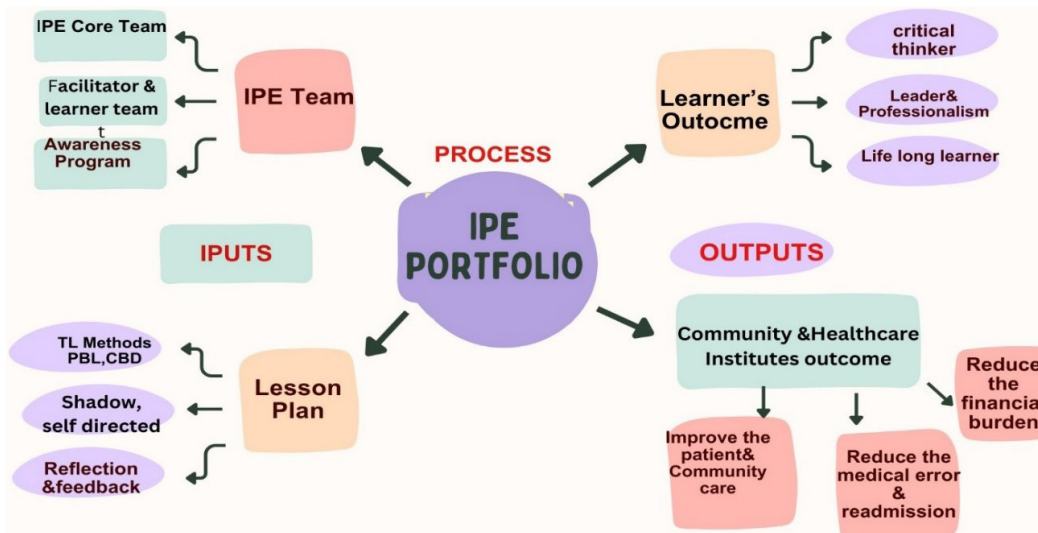 IPE Core Team
Facilitator &
learner team
t
Awareness
Program
IPE Team
PROCESS
IPE
PORTFOLIO
Learner's
Outocme
critical
thinker
Leader&
Professionalism
Life long learner
IPUTS
OUTPUTS
TL Methods
PBL,CBD
Shadow,
self directed
Reflection
&feedback
Lesson
Plan
Community &Healthcare
Institutes outcome
Improve the
patient&
Community
care
Reduce the
medical error
&
readmission
Reduce
the
financial
burden